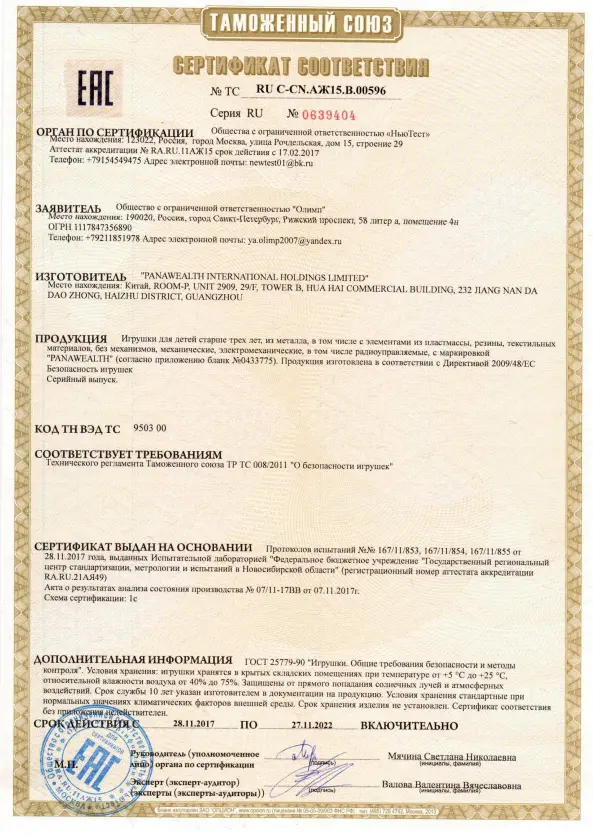 ТАМОЖЕННЫЙ СОЮЗ
СЕРТИФИКАТ СООТВЕТСТВИЯ
ЕАС
№ ТС RU С-CN.АЖ15.В.00596
Серия RU № 0639404
ОРГАН ПО СЕРТИФИКАЦИИ Общества с ограниченной ответственностью «НьюТест»
Место нахождения: 123022, Россия, город Москва, улица Рочдельская, дом 15, строение 29
Аттестат аккредитации № RA.RU.11АЖ15 срок действия с 17.02.2017
Телефон: +79154549475 Адрес электронной почты: newtest01@bk.ru
ЗАЯВИТЕЛЬ Общество с ограниченной ответственностью "Олимп"
Место нахождения: 190020, Россия, город Санкт-Петербург, Рижский проспект, 58 литер а, помещение 4н
ОГРН 1117847356890
Телефон: +79211851978 Адрес электронной почты: ya.olimp2007@yandex.ru
ИЗГОТОВИТЕЛЬ "PANAWEALTH INTERNATIONAL HOLDINGS LIMITED"
Место нахождения: Китай, ROOM-P, UNIT 2909, 29/F, TOWER B, HUA HAI COMMERCIAL BUILDING, 232 JIANG NAN DA
DAO ZHONG, HAIZHU DISTRICT, GUANGZHOU
ПРОДУКЦИЯ Игрушки для детей старше трех лет, из металла, в том числе с элементами из пластмассы, резины, текстильных
материалов, без механизмов, механические, электромеханические, в том числе радиоуправляемые, с маркировкой
"PANAWEALTH" (согласно приложению бланк №0433775). Продукция изготовлена в соответствии с Директивой 2009/48/ЕС
Безопасность игрушек
Серийный выпуск.
КОД ТН ВЭД ТС 9503 00
СООТВЕТСТВУЕТ ТРЕБОВАНИЯМ
Технического регламента Таможенного союза ТР ТС 008/2011 "О безопасности игрушек"
СЕРТИФИКАТ ВЫДАН НА ОСНОВАНИИ Протоколов испытаний №№ 167/11/853, 167/11/854, 167/11/855 от
28.11.2017 года, выданных Испытательной лабораторией "Федеральное бюджетное учреждение "Государственный региональный
центр стандартизации, метрологии и испытаний в Новосибирской области" (регистрационный номер аттестата аккредитации
RA.RU.21АЯ49)
Акта о результатах анализа состояния производства № 07/11-17ВВ от 07.11.2017г.
Схема сертификации: 1с
ДОПОЛНИТЕЛЬНАЯ ИНФОРМАЦИЯ ГОСТ 25779-90 "Игрушки. Общие требования безопасности и методы
контроля". Условия хранения: игрушки хранятся в крытых складских помещениях при температуре от +5 °С до +25 °С,
относительной влажности воздуха от 40% до 75%. Защищены от прямого попадания солнечных лучей и атмосферных
воздействий. Срок службы 10 лет указан изготовителем в документации на продукцию. Условия хранения стандартные при
нормальных значениях климатических факторов внешней среды. Срок хранения изделия не установлен. Сертификат соответствия
без приложения недействителен.
СРОК ДЕЙСТВИЯ С 28.11.2017 ПО 27.11.2022 ВКЛЮЧИТЕЛЬНО
М.П.
Руководитель (уполномоченное
лицо) органа по сертификации
(подпись)
Мячина Светлана Николаевна
(инициалы, фамилия)
Эксперт (эксперт-аудитор)
(эксперты (эксперты-аудиторы))
(подпись)
Валова Валентина Вячеславовна
(инициалы, фамилия)
ЕАС